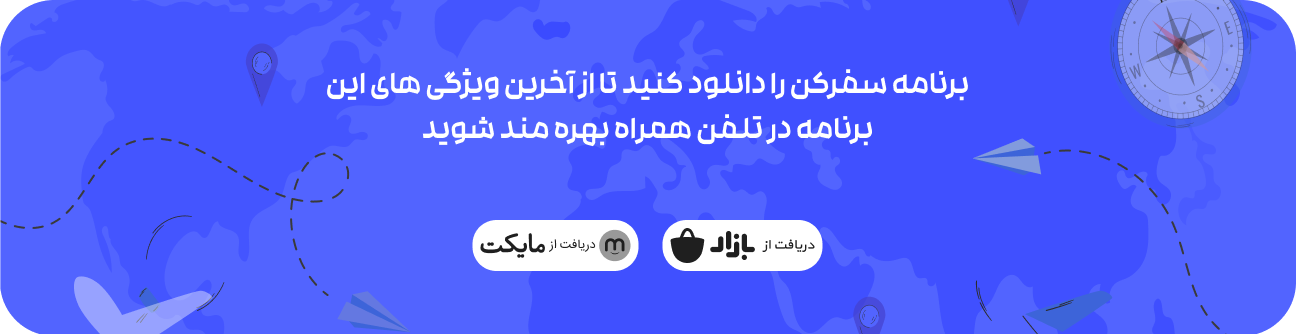 برنامه سفرکن را دانلود کنید تا از آخرین ویژگی های این
برنامه در تلفن همراه بهره مند شوید
دریافت از بازار
دریافت از m مایکت
E
W
S